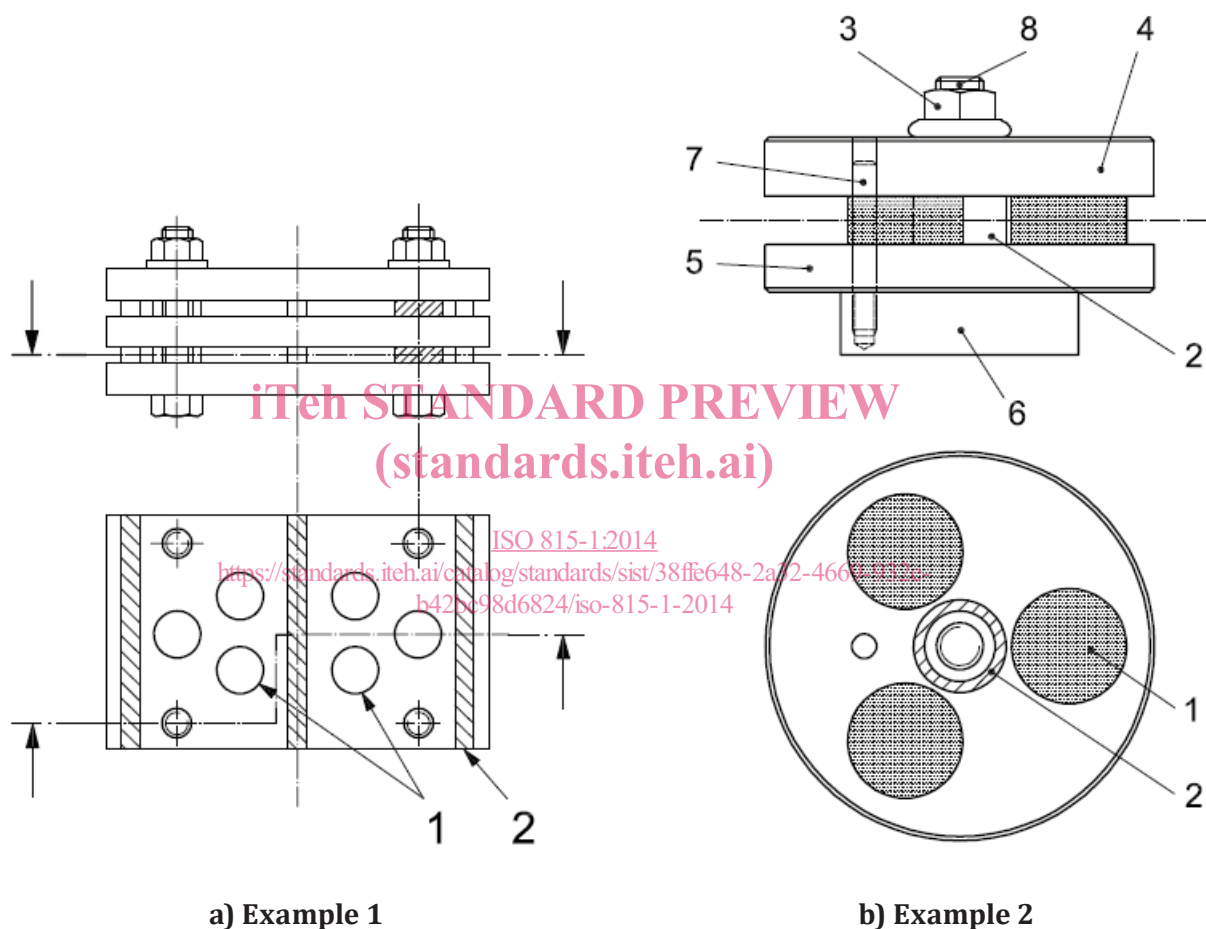 3
8
4
7
5
2
6
iTeh STANDARD PREVIEW
(standards.iteh.ai)
ISO 815-1:2014
https://standards.iteh.ai/catalog/standards/sist/38ffe648-2a32-4660-932e-
b42bc98d6824/iso-815-1-2014
1
2
1
2
a) Example 1
b) Example 2